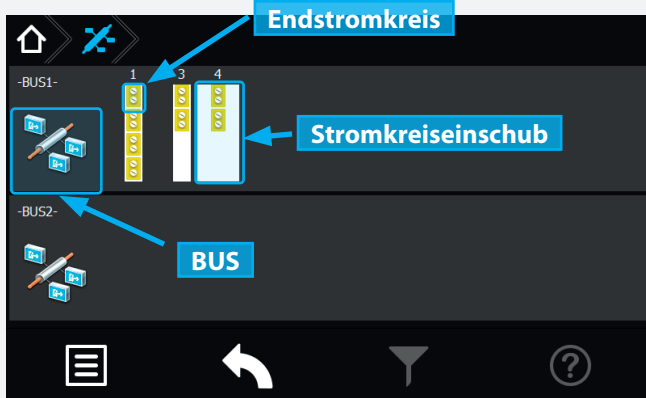 Endstromkreis
-BUS1-
1 3 4
Stromkreiseinschub
-BUS2-
BUS
?